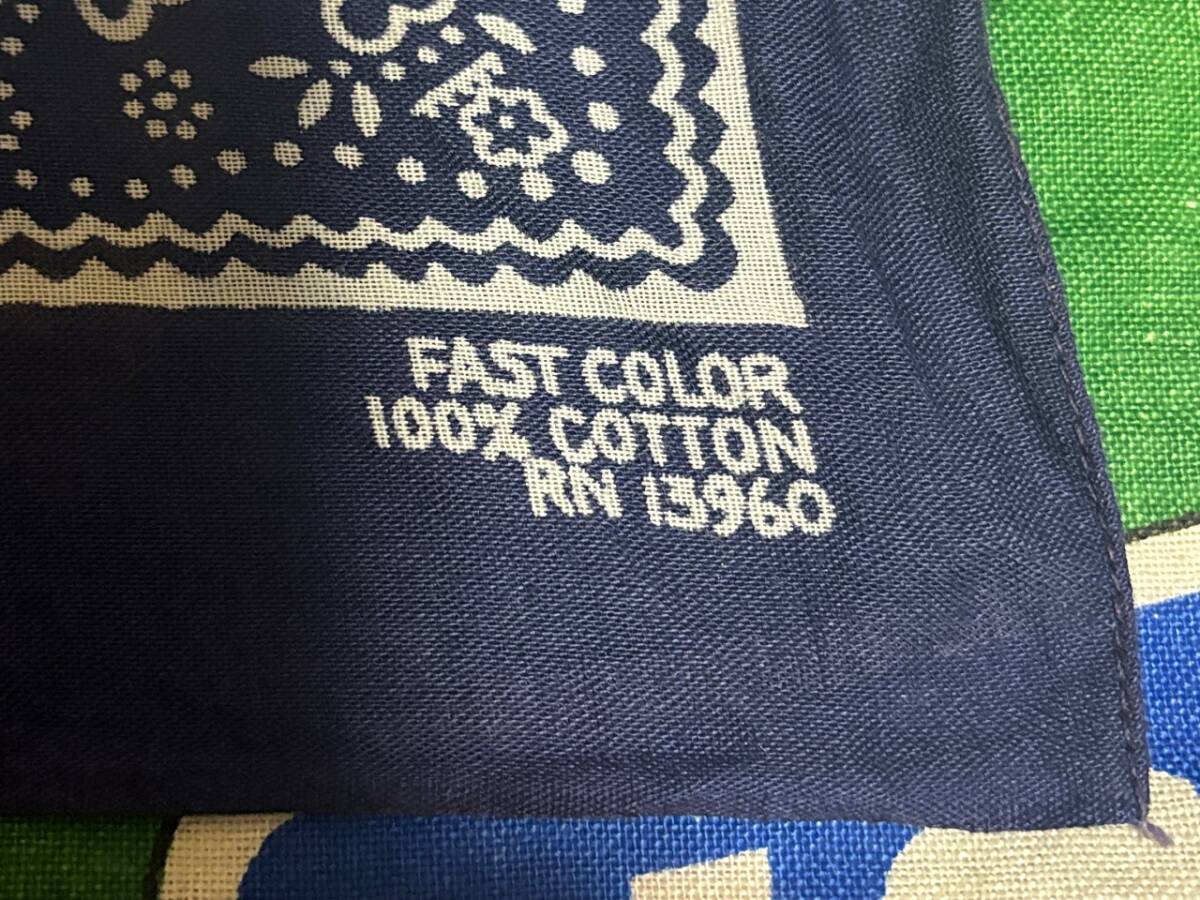 FAST COLOR
100% COTTON
RN 13960